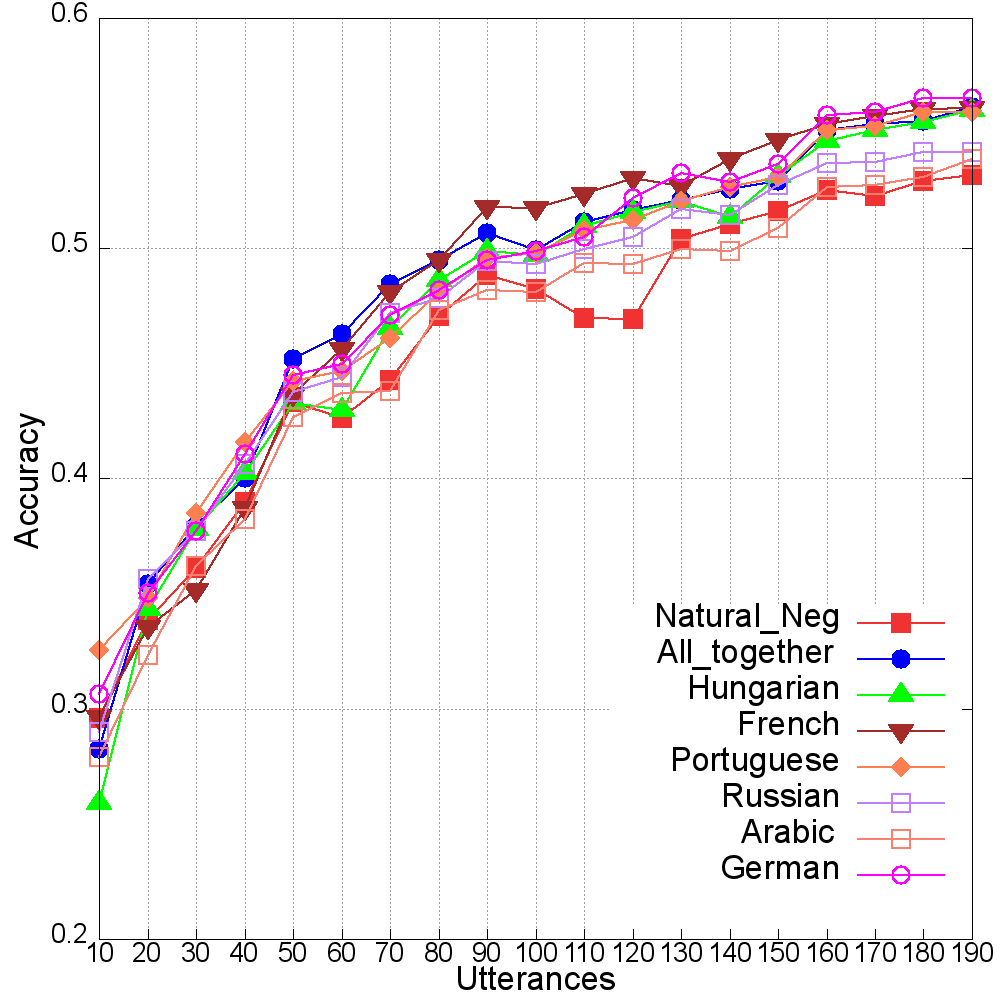 0.6
0.5
0.4
0.3
0.2
Accuracy
Natural_Neg
All_together
Hungarian
French
Portuguese
Russian
Arabic
German
10 20 30 40 50 60 70 80 90 100 110 120 130 140 150 160 170 180 190
Utterances